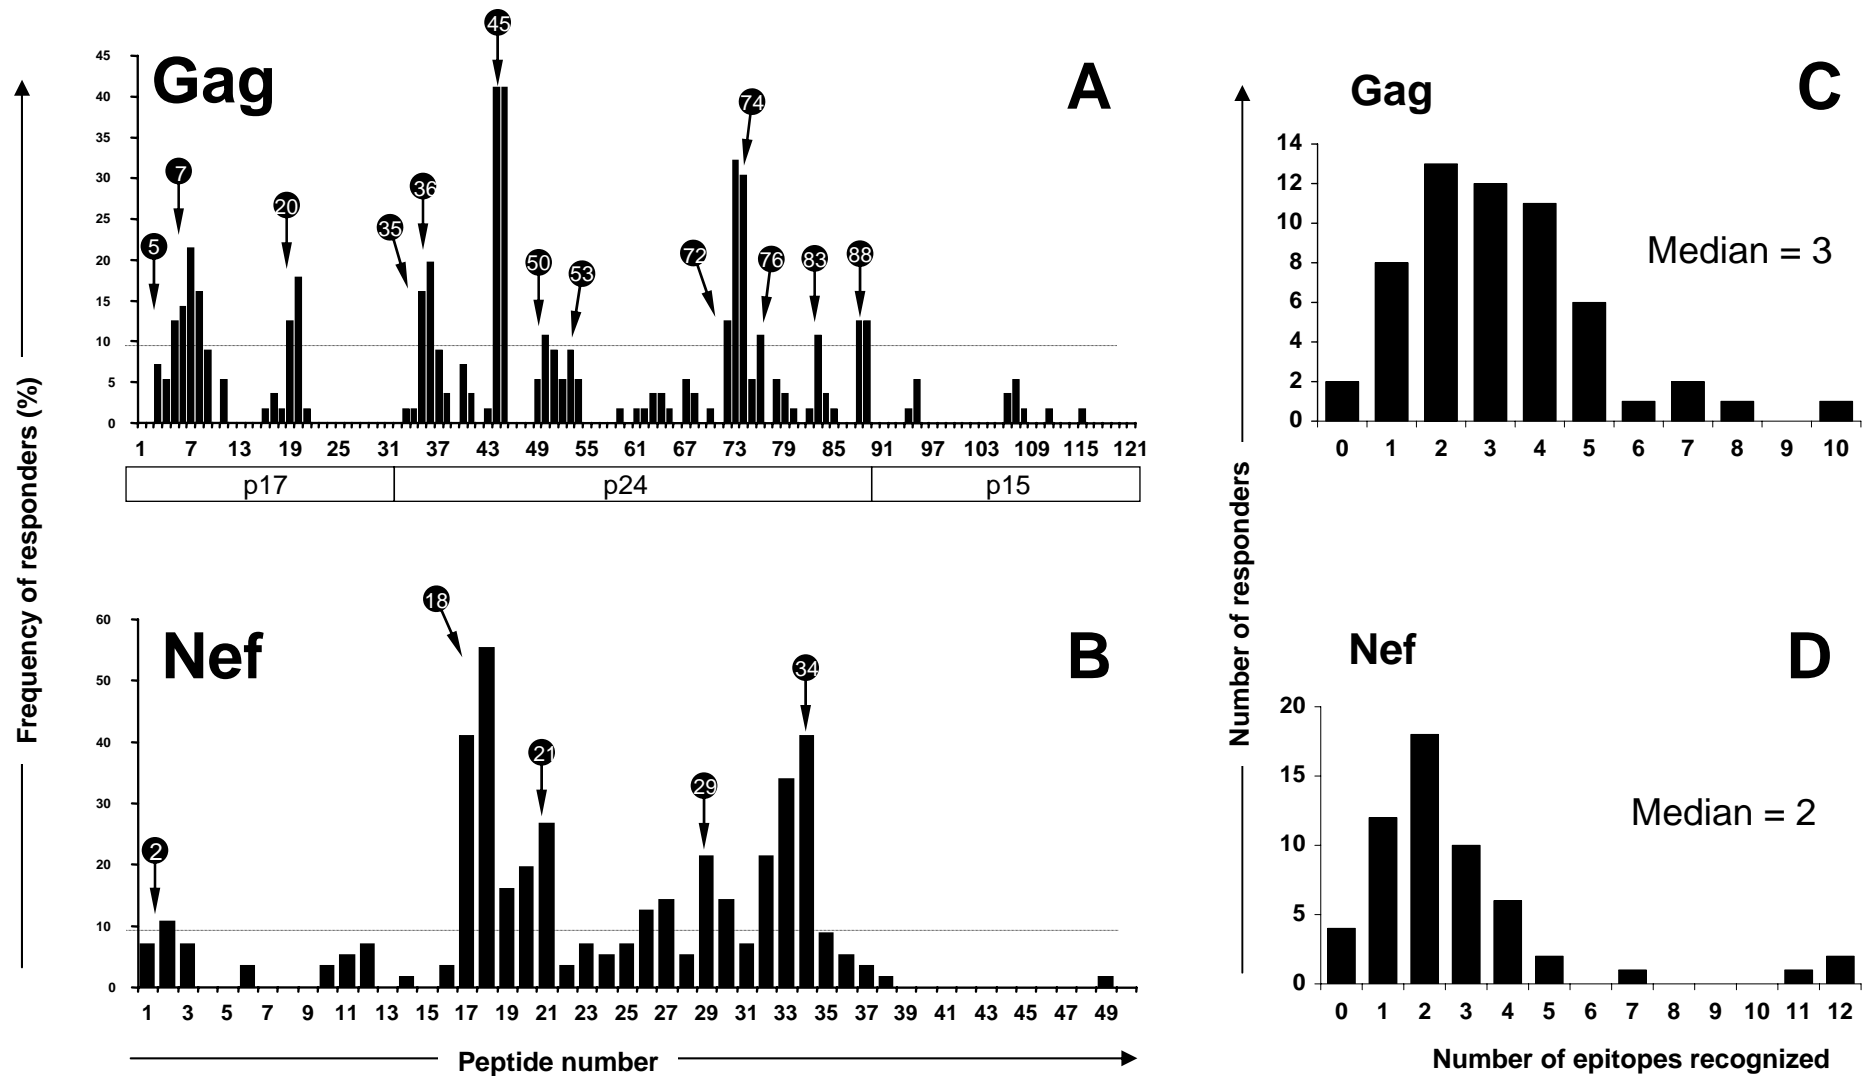 Frequency of responders (%)
Gag
A
45
40
35
30
25
20
15
10
5
0
5
7
20
35
36
45
50
53
72
74
76
83
88
1 7 13 19 25 31 37 43 49 55 61 67 73 79 85 91 97 103 109 115 121
p17 p24 p15
Nef
B
60
50
40
30
20
10
0
2
18
21
29
34
1 3 5 7 9 11 13 15 17 19 21 23 25 27 29 31 33 35 37 39 41 43 45 47 49
Peptide number
Number of responders
Gag
C
14
12
10
8
6
4
2
0
Median = 3
0 1 2 3 4 5 6 7 8 9 10
Nef
D
20
15
10
5
0
Median = 2
0 1 2 3 4 5 6 7 8 9 10 11 12
Number of epitopes recognized